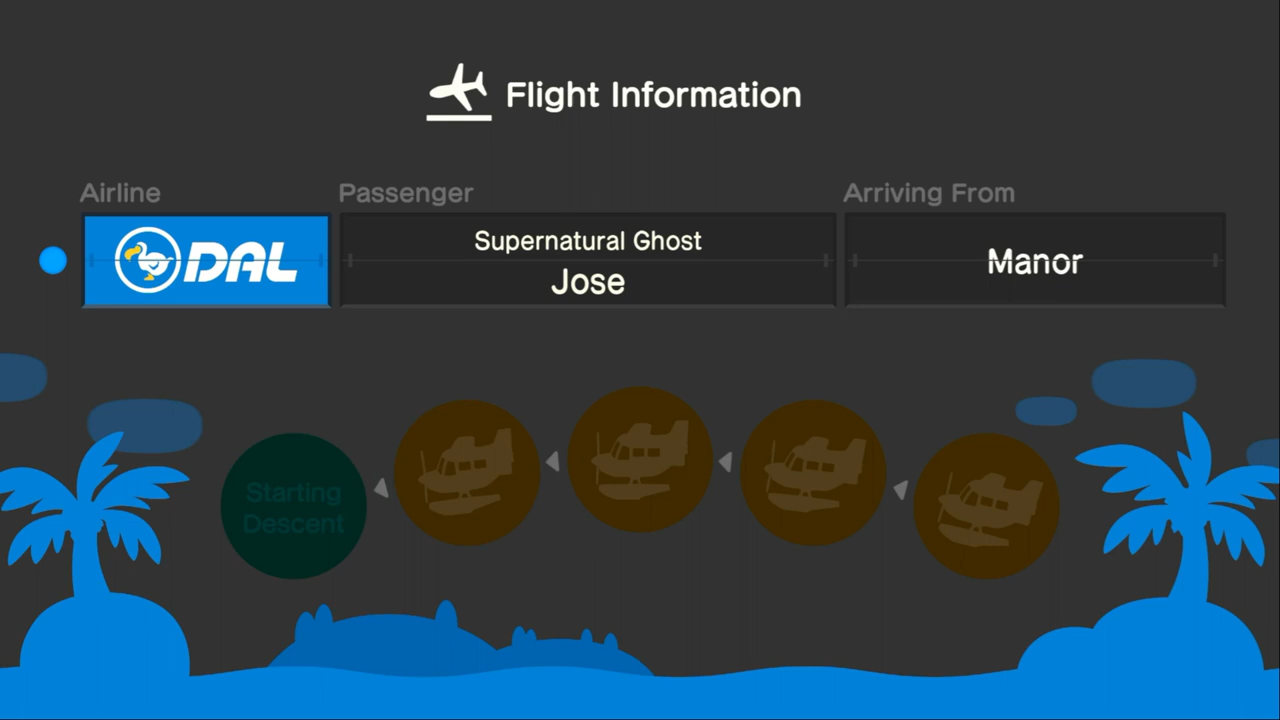 Flight Information
Airline
Passenger
Arriving From
DAL
Supernatural Ghost
Jose
Manor
Starting
Descent